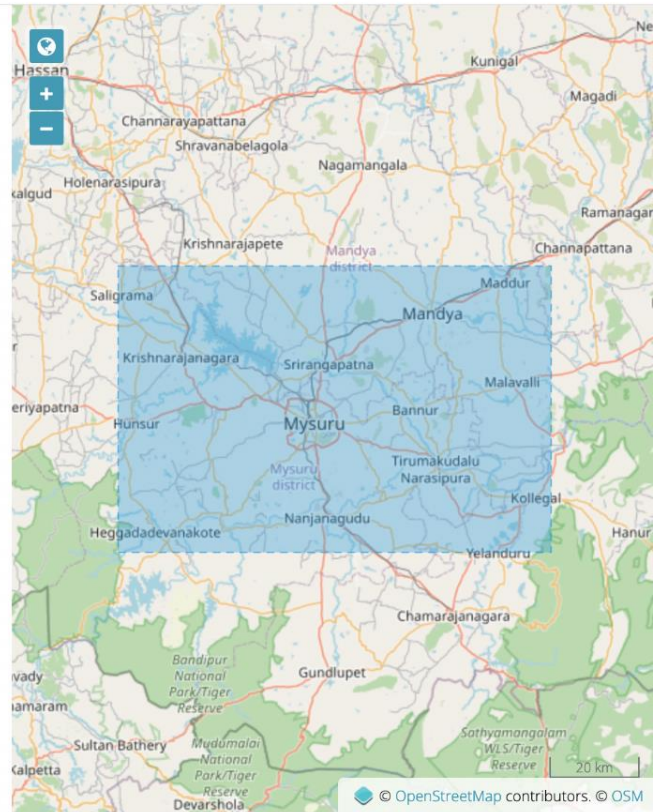 Ne
Hassan
Kunigal
+
Magadi
Channarayapattana
−
Shravanabelagola
Nagamangala
Holenarasipura
kalgud
Ramanagar
Krishnarajapete
Mandya
district
Channapattana
Maddur
Saligrama
Mandya
r
Krishnarajanagara
Srirangapatna
Malavalli
eriyapatna
Bannur
Hunsur
Mysuru
Mysuru
district
Tirumakudalu
Narasipura
Kollegal
Nanjanagudu
Heggadadevanakote
Hanur
Yelanduru
Chamarajanagara
Bandipur
National
Park/Tiger
Reserve
Gundlupet
vady
namaram
Sultan Bathery
Mudumalai
National
Park/Tiger
Reserve
Sathyamangalam
WLS/Tiger
Reserve
20 km
Kalpetta
Devarshola
© OpenStreetMap contributors, © OSM